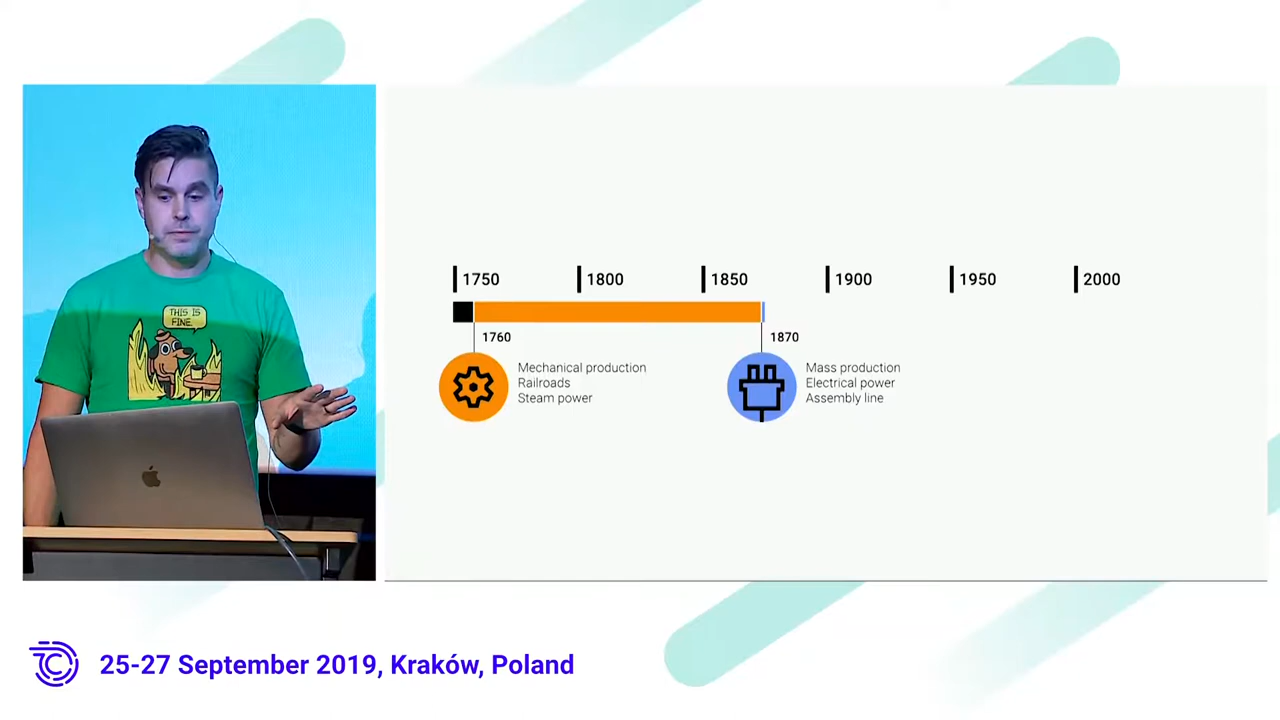 THIS IS
FINE.
1750 1800 1850 1900 1950 2000
1760
Mechanical production
Railroads
Steam power
1870
Mass production
Electrical power
Assembly line
25-27 September 2019, Kraków, Poland